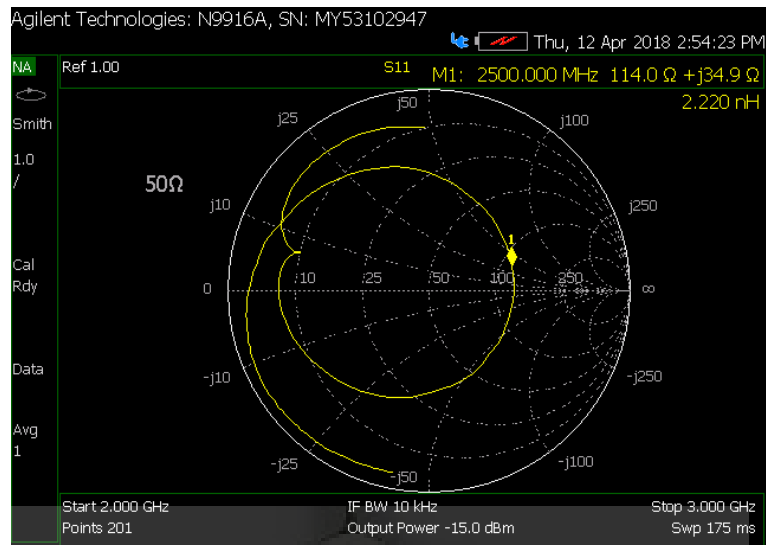 Agilent Technologies: N9916A, SN: MY53102947
Thu, 12 Apr 2018 2:54:23 PM
NA
Ref 1.00
S11
M1: 2500.000 MHz 114.0 Ω +j34.9 Ω
2.220 nH
Smith
1.0
/
50Ω
j50
j25
j100
j10
j250
Cal
Rdy
0
10
25
50
100
250
∞
1
-j10
-j250
Data
Avg
1
-j25
-j50
-j100
Start 2.000 GHz
IF BW 10 kHz
Stop 3.000 GHz
Points 201
Output Power -15.0 dBm
Swp 175 ms